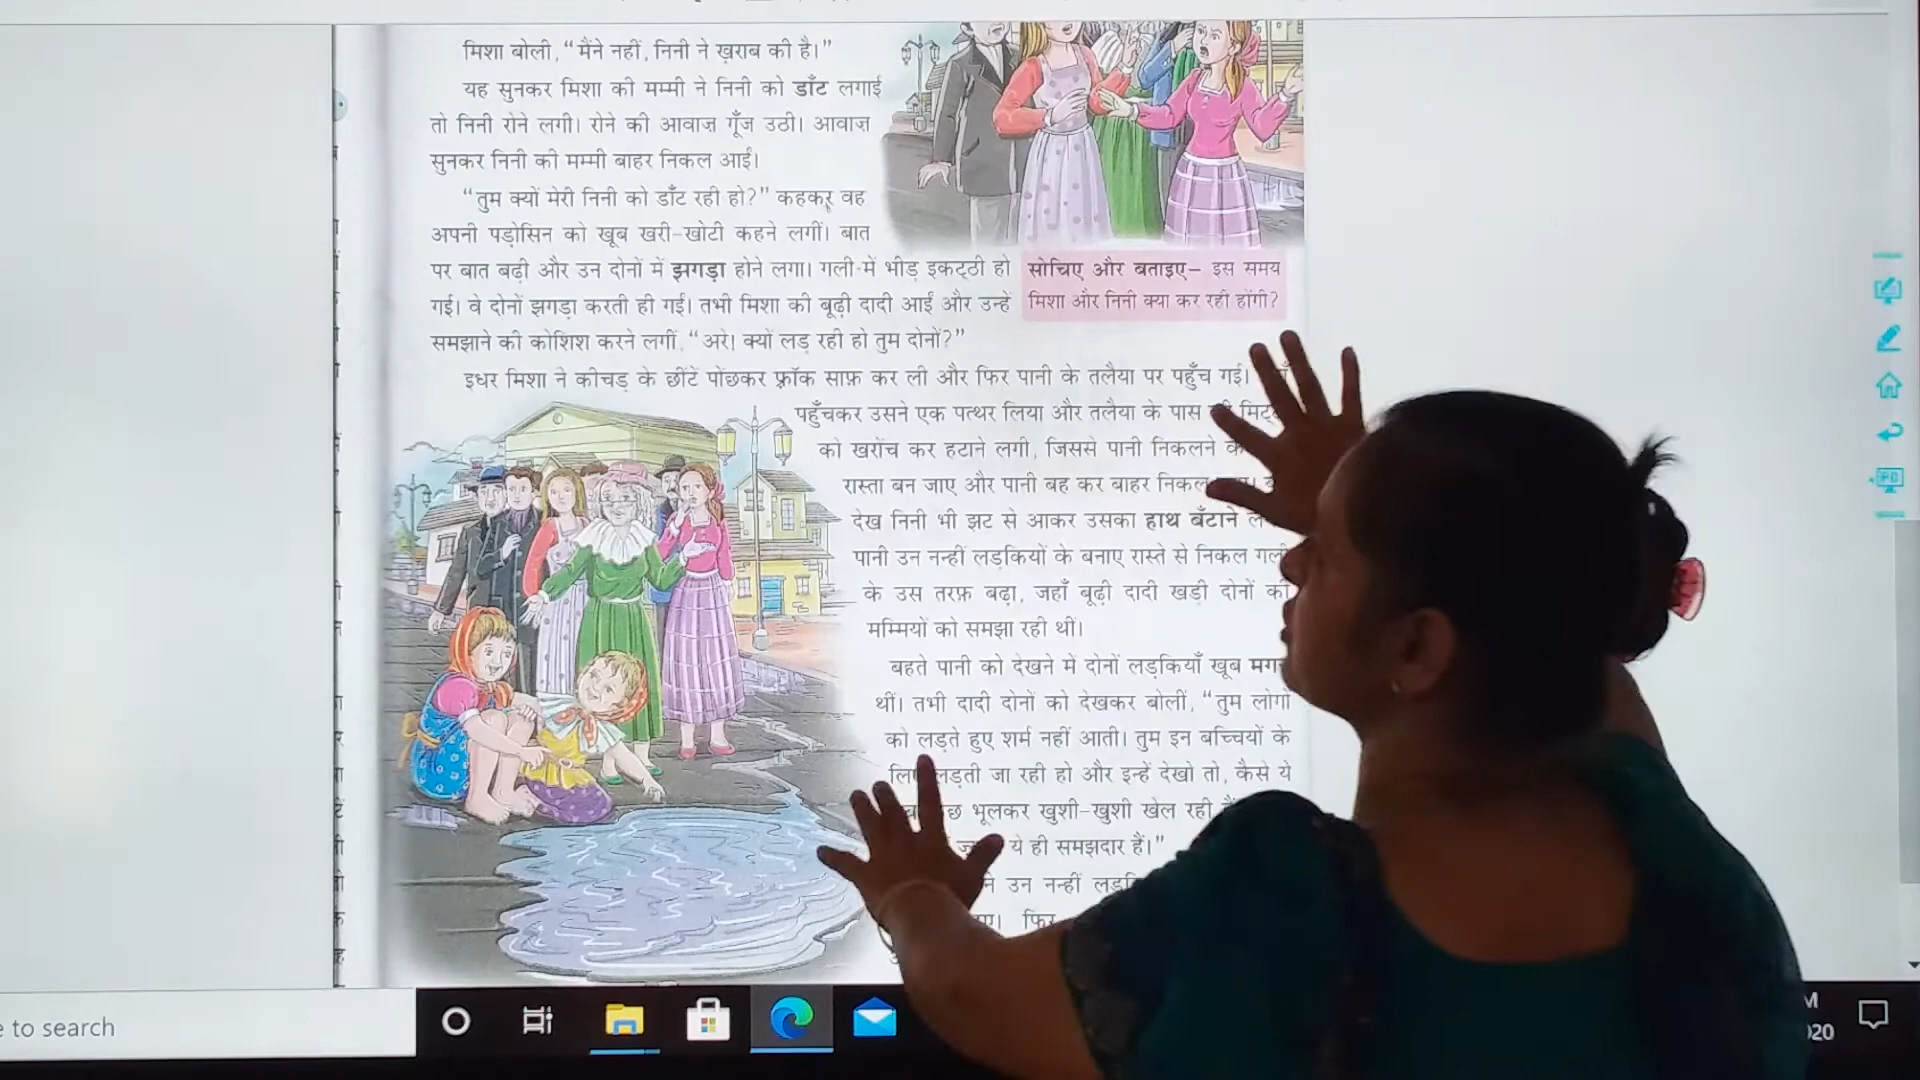 मिशा बोली, “मैंने नहीं, निनी ने ख़राब की है।”
यह सुनकर मिशा की मम्मी ने निनी को डाँट लगाई
तो निनी रोने लगी। रोने की आवाज़ गूँज उठी। आवाज़
सुनकर निनी की मम्मी बाहर निकल आईं।
“तुम क्यों मेरी निनी को डाँट रही हो?” कहकर वह
अपनी पड़ोसिन को खूब खरी-खोटी कहने लगीं। बात
पर बात बढ़ी और उन दोनों में झगड़ा होने लगा। गली में भीड़ इकट्ठी हो
गई। वे दोनों झगड़ा करती ही गईं। तभी मिशा की बूढ़ी दादी आईं और उन्हें
समझाने की कोशिश करने लगीं, “अरे! क्यों लड़ रही हो तुम दोनों?”
सोचिए और बताइए– इस समय
मिशा और निनी क्या कर रही होंगी?
इधर मिशा ने कीचड़ के छींटे पोंछकर फ़्रॉक साफ़ कर ली और फिर पानी के तलैया पर पहुँच गई।
पहुँचकर उसने एक पत्थर लिया और तलैया के पास
को खरोंच कर हटाने लगी, जिससे पानी निकलने
रास्ता बन जाए और पानी बह कर बाहर निकल
देख निनी भी झट से आकर उसका हाथ बँटाने
पानी उन नन्हीं लड़कियों के बनाए रास्ते से निकल गली
के उस तरफ़ बढ़ा, जहाँ बूढ़ी दादी खड़ी दोनों की
मम्मियों को समझा रही थीं।
बहते पानी को देखने में दोनों लड़कियाँ खूब
थीं। तभी दादी दोनों को देखकर बोलीं, “तुम लोगों
को लड़ते हुए शर्म नहीं आती। तुम इन बच्चियों के
लड़ती जा रही हो और इन्हें देखो तो, कैसे ये
भूलकर खुशी-खुशी खेल रही
ये ही समझदार हैं।”
उन नन्हीं
फिर
to search